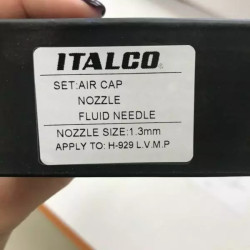 ITALCO®
SET:AIR CAP
NOZZLE
FLUID NEEDLE
NOZZLE SIZE:1.3mm
APPLY TO: H-929 L.V.M.P